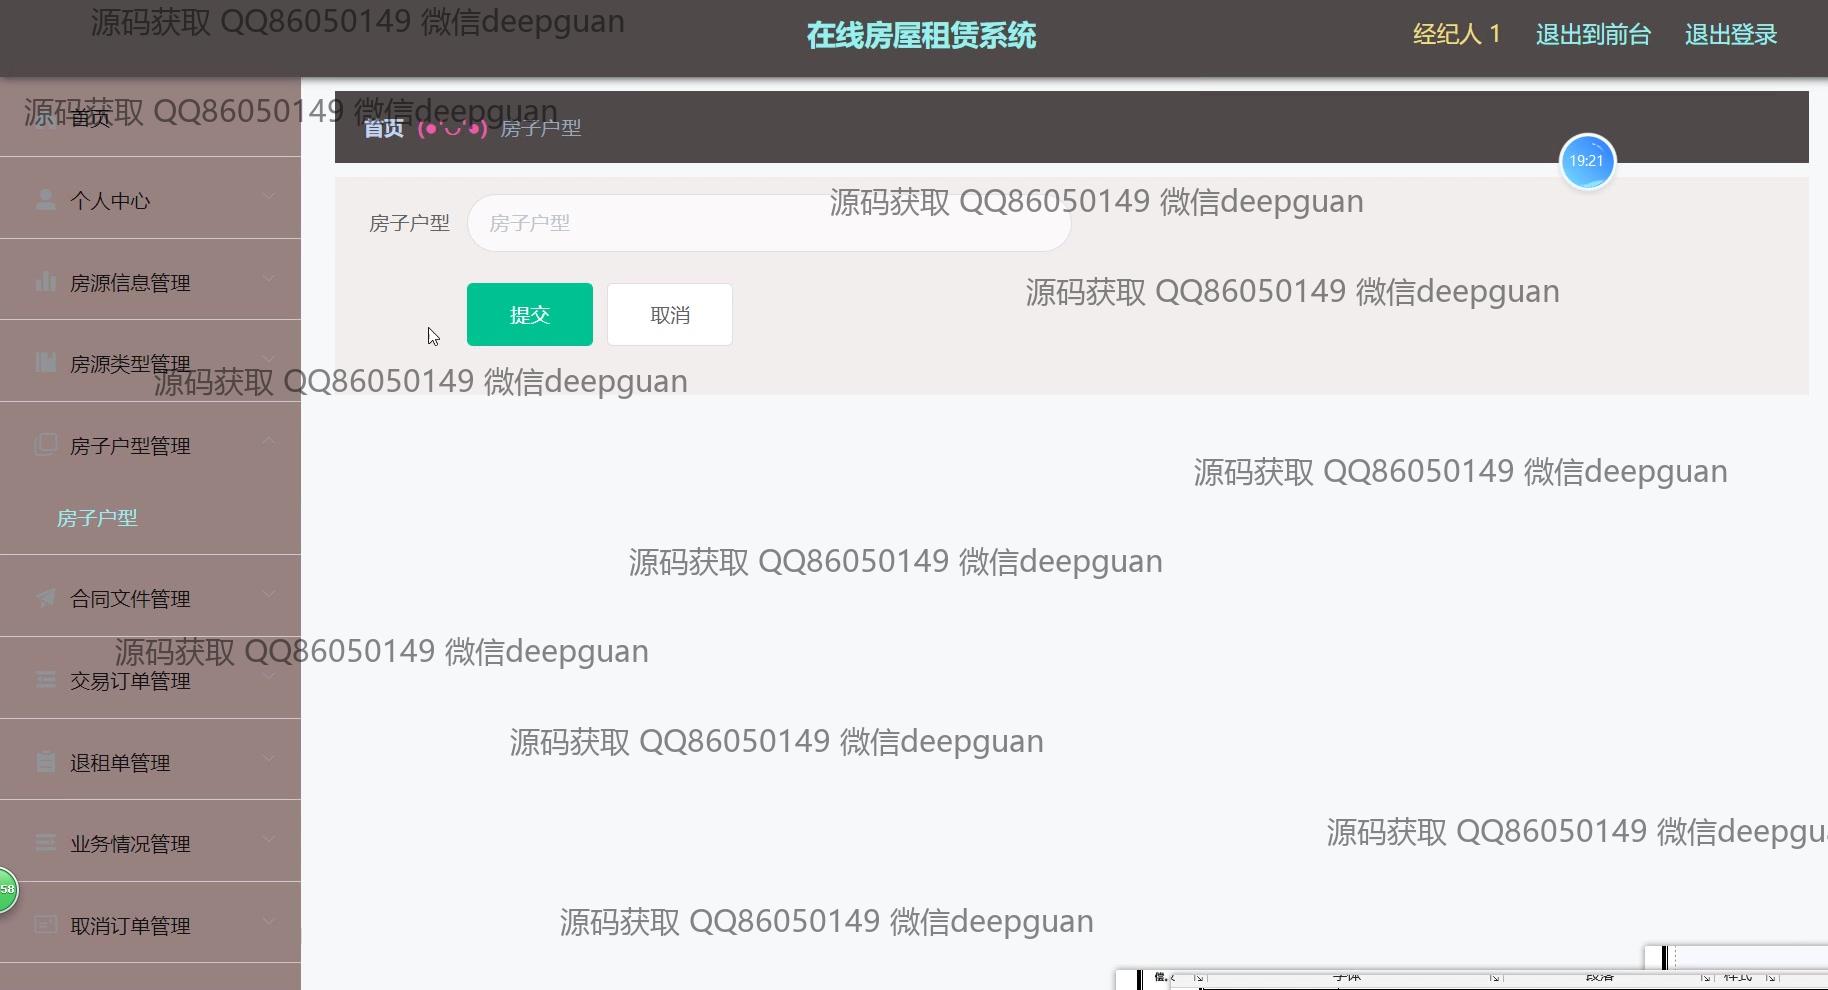 源码获取 QQ86050149 微信deepguan
在线房屋租赁系统
经纪人 1
退出到前台
退出登录
源码获取 QQ86050149 微信deepguan
首页
首页 (●'◡'●) 房子户型
19:21
源码获取 QQ86050149 微信deepguan
个人中心
房子户型 房子户型
房源信息管理
源码获取 QQ86050149 微信deepguan
提交 取消
房源类型管理
源码获取 QQ86050149 微信deepguan
房子户型管理
源码获取 QQ86050149 微信deepguan
房子户型
源码获取 QQ86050149 微信deepguan
合同文件管理
源码获取 QQ86050149 微信deepguan
交易订单管理
源码获取 QQ86050149 微信deepguan
退租单管理
源码获取 QQ86050149 微信deepgu
业务情况管理
58
源码获取 QQ86050149 微信deepguan
取消订单管理
字体 段落 样式